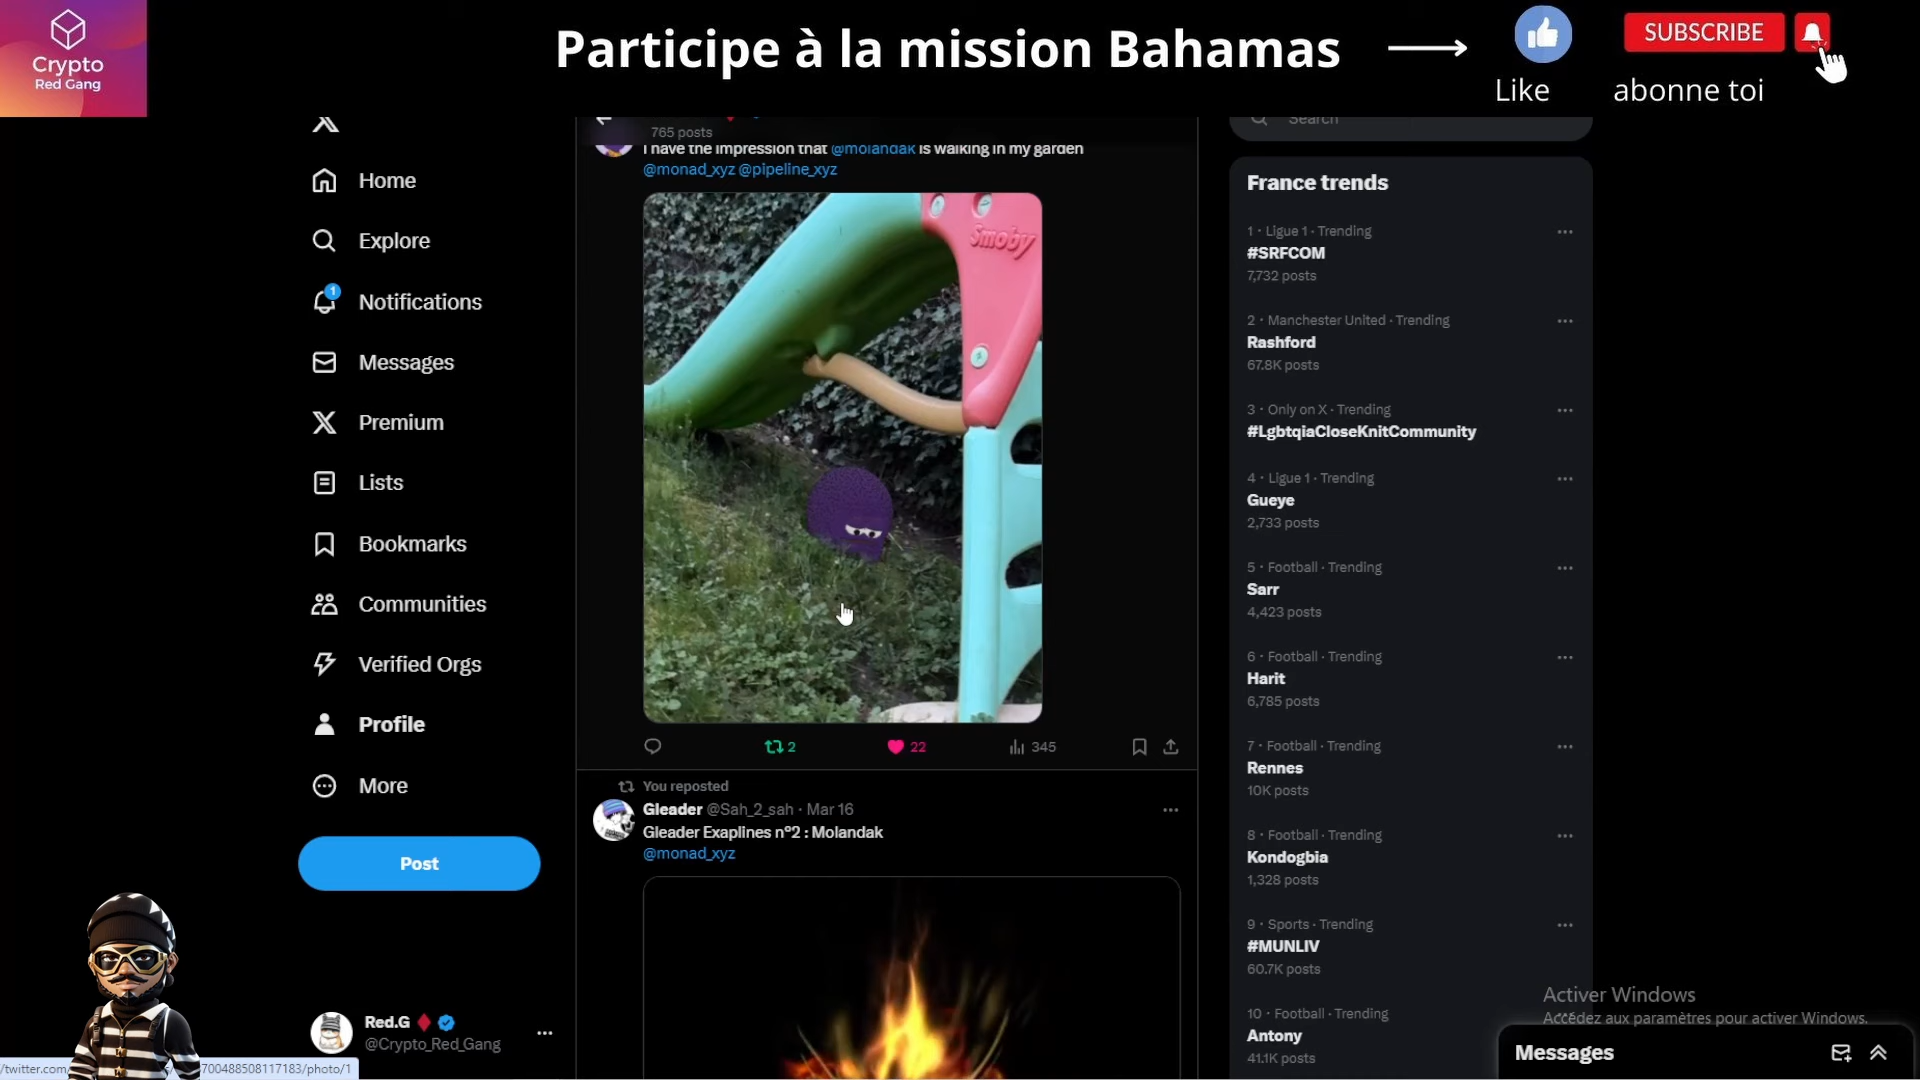 Crypto
Red Gang
Participe à la mission Bahamas
Like
SUBSCRIBE
abonne toi
Home
Explore
1
Notifications
Messages
Premium
Lists
Bookmarks
Communities
Verified Orgs
Profile
More
Post
Red.G
@Crypto_Red_Gang
765 posts
I have the impression that @molandak is walking in my garden
@monad_xyz @pipeline_xyz
Smoby
2
22
345
You reposted
Gleader @Sah_2_sah · Mar 16
Gleader Exaplines n°2 : Molandak
@monad_xyz
Search
France trends
1 · Ligue 1 · Trending
#SRFCOM
7,732 posts
2 · Manchester United · Trending
Rashford
67.8K posts
3 · Only on X · Trending
#LgbtqiaCloseKnitCommunity
4 · Ligue 1 · Trending
Gueye
2,733 posts
5 · Football · Trending
Sarr
4,423 posts
6 · Football · Trending
Harit
6,785 posts
7 · Football · Trending
Rennes
10K posts
8 · Football · Trending
Kondogbia
1,328 posts
9 · Sports · Trending
#MUNLIV
60.7K posts
10 · Football · Trending
Antony
41.1K posts
Activer Windows
Accédez aux paramètres pour activer Windows.
Messages
/twitter.com/
700488508117183/photo/1